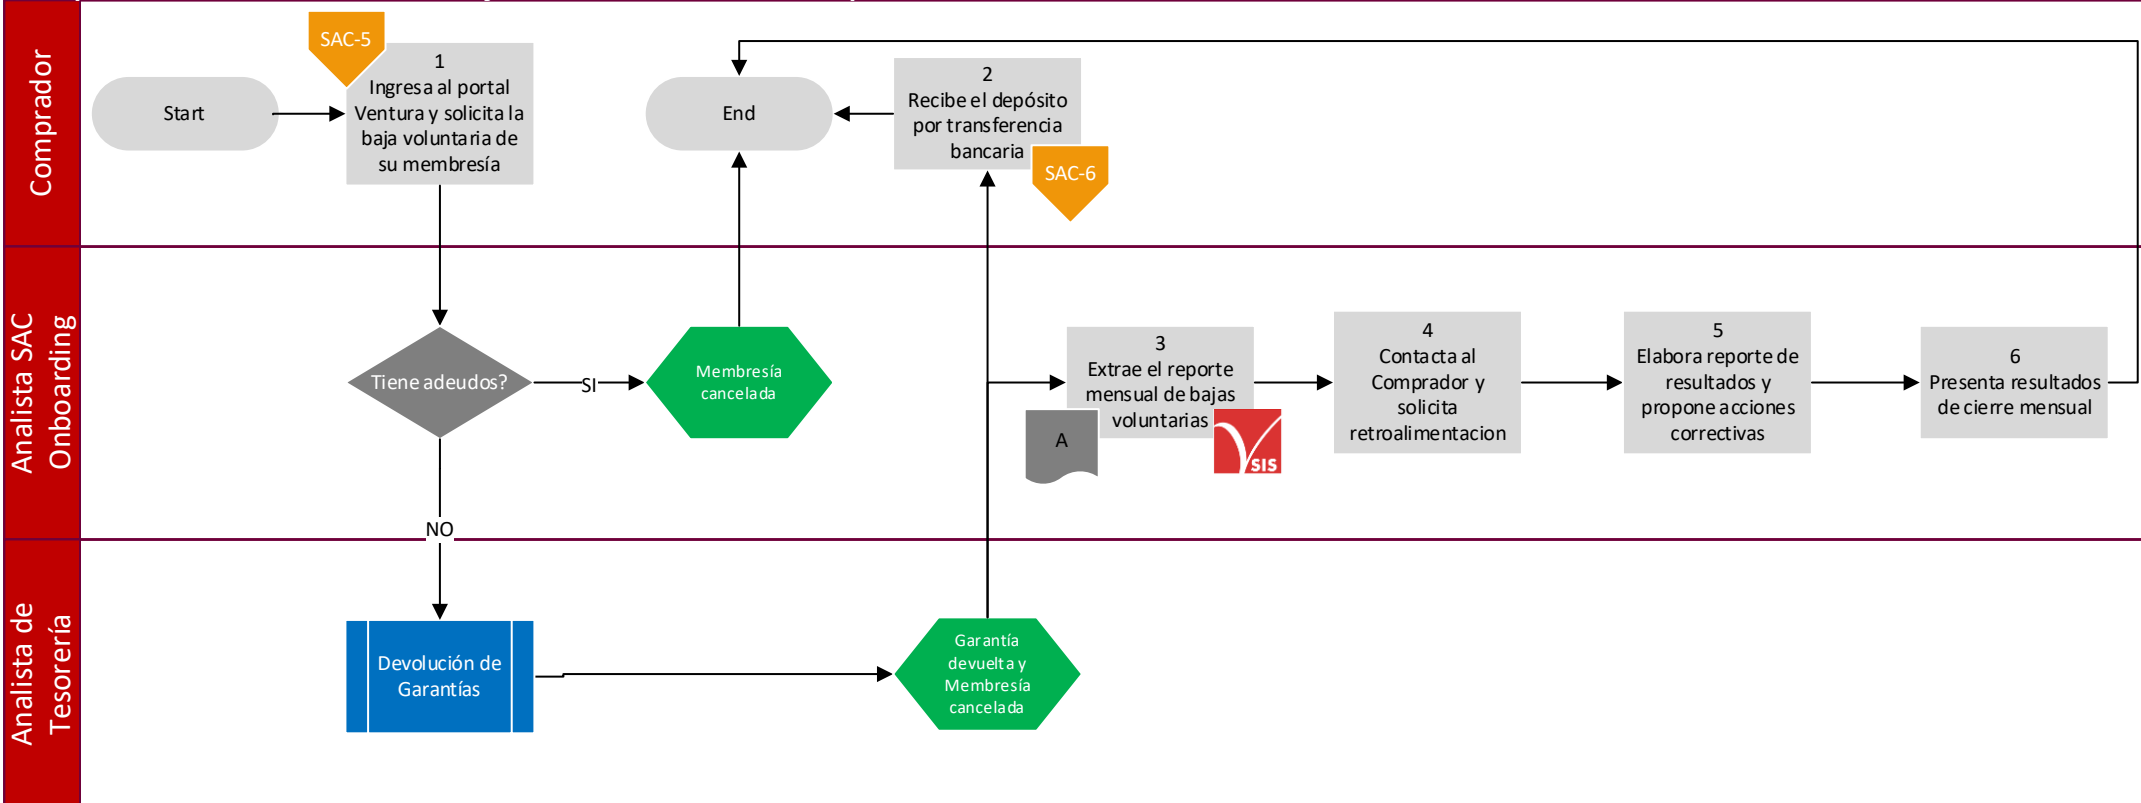 Comprador
Start
SAC-5
1
Ingresa al portal
Ventura y solicita la
baja voluntaria de
su membresía
End
2
Recibe el depósito
por transferencia
bancaria
SAC-6
Analista SAC
Onboarding
Tiene adeudos?
SI
Membresía
cancelada
3
Extrae el reporte
mensual de bajas
voluntarias
A
SIS
4
Contacta al
Comprador y
solicita
retroalimentacion
5
Elabora reporte de
resultados y
propone acciones
correctivas
6
Presenta resultados
de cierre mensual
NO
Analista de
Tesorería
Devolución de
Garantías
Garantía
devuelta y
Membresía
cancelada